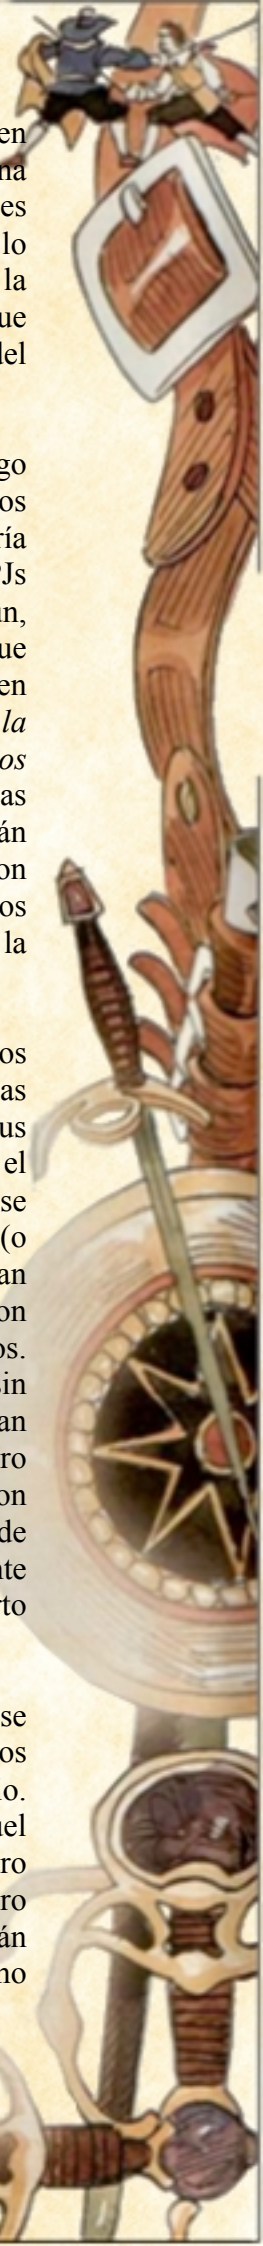 en
na
es
lo
la
ue
del
go
os
ría
PJs
ún,
ue
en
la
os
as
án
on
os
la
os
as
us
el
se
(o
an
on
os.
sin
an
ro
on
de
nte
rto
se
os
lo.
uel
ro
ro
án
no